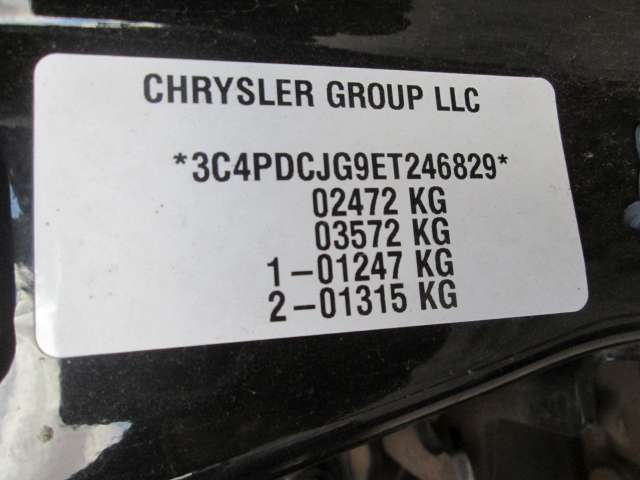 CHRYSLER GROUP LLC
*3C4PDCJG9ET246829*
02472 KG
03572 KG
1-01247 KG
2-01315 KG